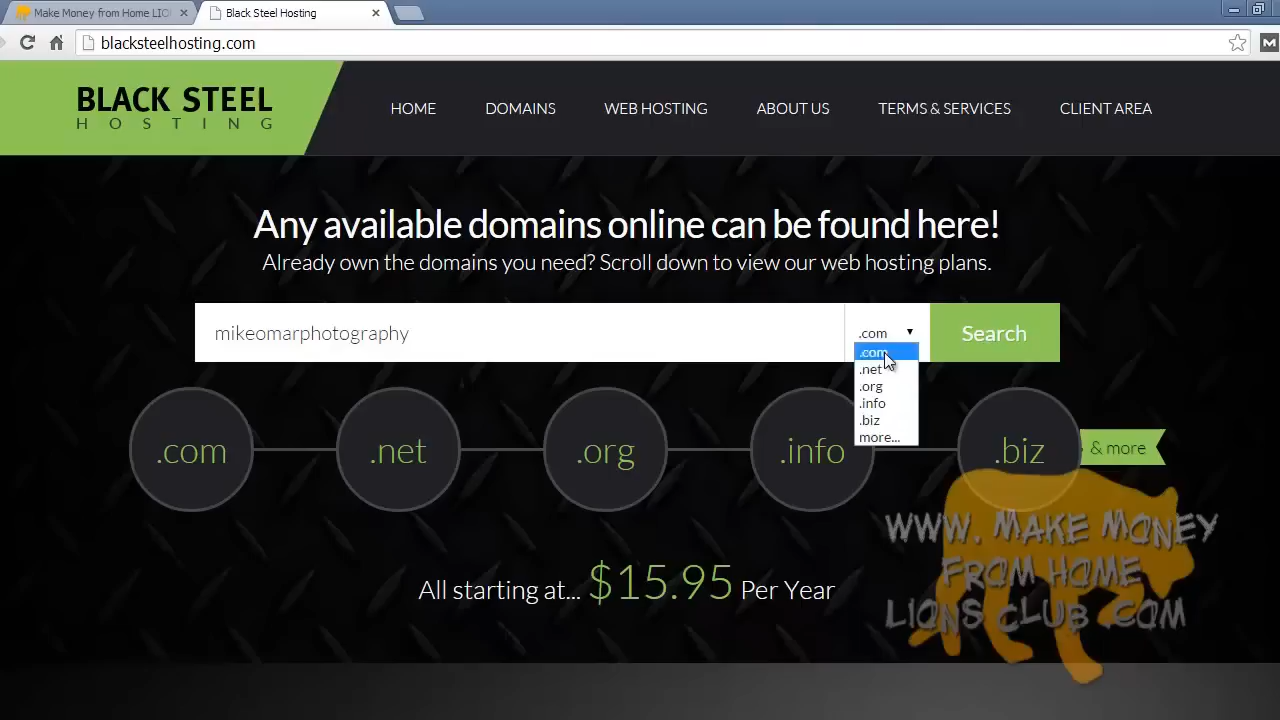 Make Money from Home LIO
Black Steel Hosting
blacksteelhosting.com
M
BLACK STEEL
HOSTING
HOME
DOMAINS
WEB HOSTING
ABOUT US
TERMS & SERVICES
CLIENT AREA
Any available domains online can be found here!
Already own the domains you need? Scroll down to view our web hosting plans.
mikeomarphotography
.com
Search
.com
.net
.org
.info
.biz
more...
.com
.net
.org
.info
.biz
& more
All starting at... $15.95 Per Year
WWW. MAKE MONEY
FROM HOME
LIONS CLUB .COM